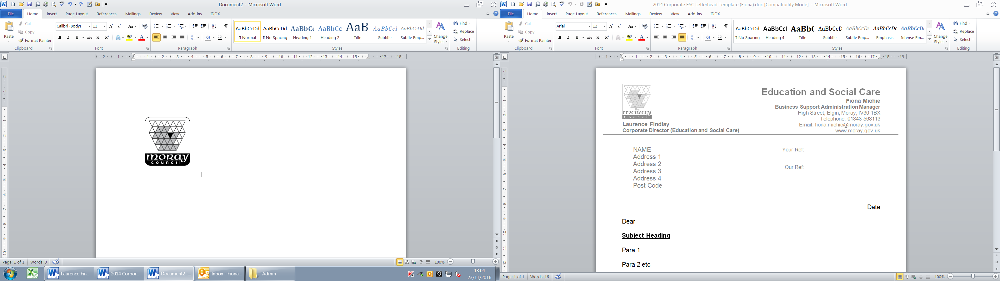 Document2 - Microsoft Word
File Home Insert Page Layout References Mailings Review View Add-Ins IDOX
Paste
Cut
Copy
Format Painter
Clipboard
Calibri (Body) 11
Font
Paragraph
AaBbCcDd AaBbCcDd AaBbCc AaBbCc AaB AaBbCcI AaBbCcDd
¶ Normal ¶ No Spacing Heading 1 Heading 2 Title Subtitle Subtle Emp...
Styles
Change Styles
Find
Replace
Select
Editing
moray
council
Page: 1 of 1 Words: 0
100%
Laurence Fin... 2014 Corpor... Document2 -... Inbox - Fiona... Admin
13:04
23/11/2016
2014 Corporate ESC Letterhead Template (Fiona).doc [Compatibility Mode] - Microsoft Word
File Home Insert Page Layout References Mailings Review View Add-Ins IDOX
Paste
Cut
Copy
Format Painter
Clipboard
Arial 12
Font
Paragraph
AaBbCcDd AaBbCcI AaBbC AaBbCcD AaBbCcDc AaBbCcDc AaBbCcDc
¶ No Spacing Heading 4 Title Subtitle Subtle Emp... Emphasis Intense Em...
Styles
Change Styles
Find
Replace
Select
Editing
the
moray
Council
Laurence Findlay
Corporate Director (Education and Social Care)
Education and Social Care
Fiona Michie
Business Support Administration Manager
High Street, Elgin, Moray, IV30 1BX
Telephone: 01343 563113
Email: fiona.michie@moray.gov.uk
www.moray.gov.uk
NAME
Address 1
Address 2
Address 3
Address 4
Post Code
Your Ref:
Our Ref:
Date
Dear
Subject Heading
Para 1
Para 2 etc
Page: 1 of 1 Words: 16
100%